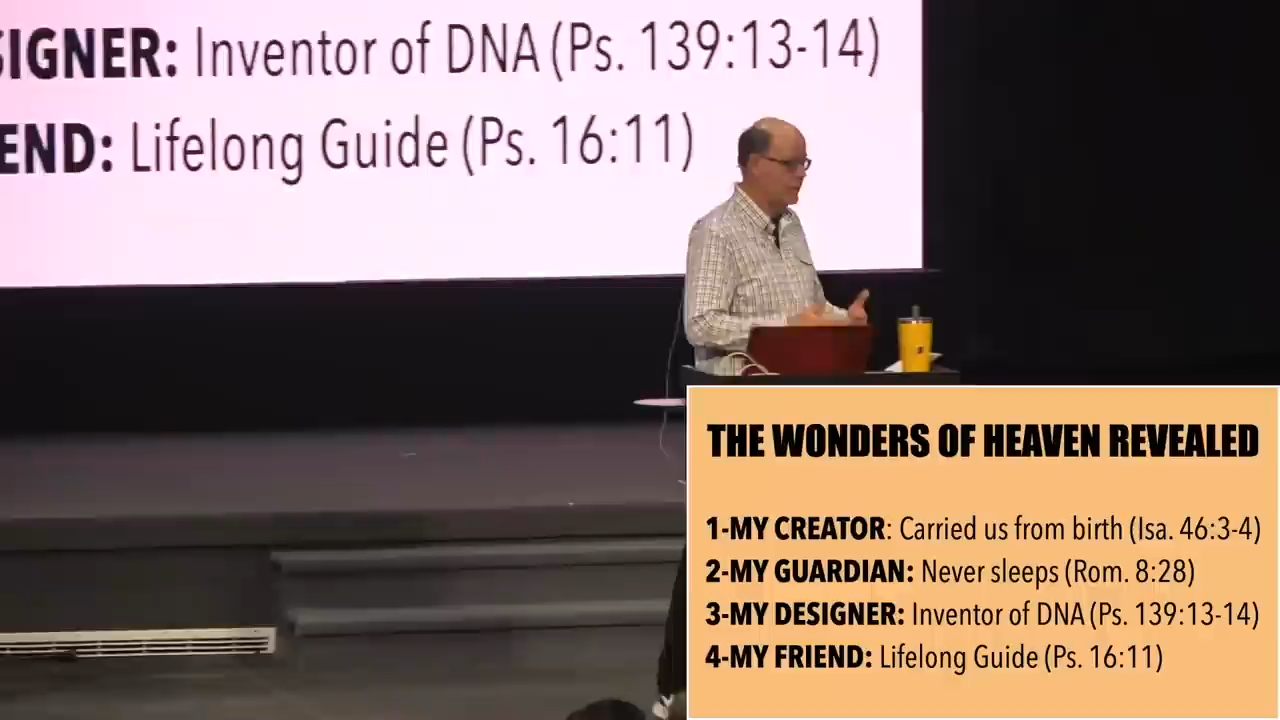 SIGNER: Inventor of DNA (Ps. 139:13-14)
END: Lifelong Guide (Ps. 16:11)
THE WONDERS OF HEAVEN REVEALED
1-MY CREATOR: Carried us from birth (Isa. 46:3-4)
2-MY GUARDIAN: Never sleeps (Rom. 8:28)
3-MY DESIGNER: Inventor of DNA (Ps. 139:13-14)
4-MY FRIEND: Lifelong Guide (Ps. 16:11)